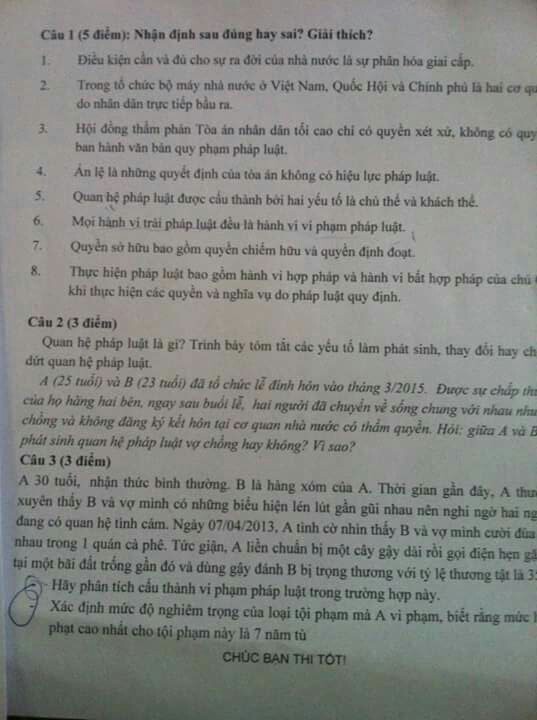 Câu 1 (5 điểm): Nhận định sau đúng hay sai? Giải thích?
1. Điều kiện cần và đủ cho sự ra đời của nhà nước là sự phân hóa giai cấp.
2. Trong tổ chức bộ máy nhà nước ở Việt Nam, Quốc Hội và Chính phủ là hai cơ qu
do nhân dân trực tiếp bầu ra.
3. Hội đồng thẩm phán Tòa án nhân dân tối cao chỉ có quyền xét xử, không có quy
ban hành văn bản quy phạm pháp luật.
4. Án lệ là những quyết định của tòa án không có hiệu lực pháp luật.
5. Quan hệ pháp luật được cấu thành bởi hai yếu tố là chủ thể và khách thể.
6. Mọi hành vi trái pháp luật đều là hành vi vi phạm pháp luật.
7. Quyền sở hữu bao gồm quyền chiếm hữu và quyền định đoạt.
8. Thực hiện pháp luật bao gồm hành vi hợp pháp và hành vi bất hợp pháp của chủ
khi thực hiện các quyền và nghĩa vụ do pháp luật quy định.
Câu 2 (3 điểm)
Quan hệ pháp luật là gì? Trình bày tóm tắt các yếu tố làm phát sinh, thay đổi hay ch
dứt quan hệ pháp luật.
A (25 tuổi) và B (23 tuổi) đã tổ chức lễ đính hôn vào tháng 3/2015. Được sự chấp thu
của họ hàng hai bên, ngay sau buổi lễ, hai người đã chuyển về sống chung với nhau như
chồng và không đăng ký kết hôn tại cơ quan nhà nước có thẩm quyền. Hỏi: giữa A và B
phát sinh quan hệ pháp luật vợ chồng hay không? Vì sao?
Câu 3 (3 điểm)
A 30 tuổi, nhận thức bình thường. B là hàng xóm của A. Thời gian gần đây, A thư
xuyên thấy B và vợ mình có những biểu hiện lén lút gần gũi nhau nên nghi ngờ hai ng
đang có quan hệ tình cảm. Ngày 07/04/2013, A tình cờ nhìn thấy B và vợ mình cười đùa
nhau trong 1 quán cà phê. Tức giận, A liền chuẩn bị một cây gậy dài rồi gọi điện hẹn gặ
tại một bãi đất trống gần đó và dùng gậy đánh B bị trọng thương với tỷ lệ thương tật là 3
- Hãy phân tích cấu thành vi phạm pháp luật trong trường hợp này.
- Xác định mức độ nghiêm trọng của loại tội phạm mà A vi phạm, biết rằng mức
phạt cao nhất cho tội phạm này là 7 năm tù
CHÚC BẠN THI TỐT!